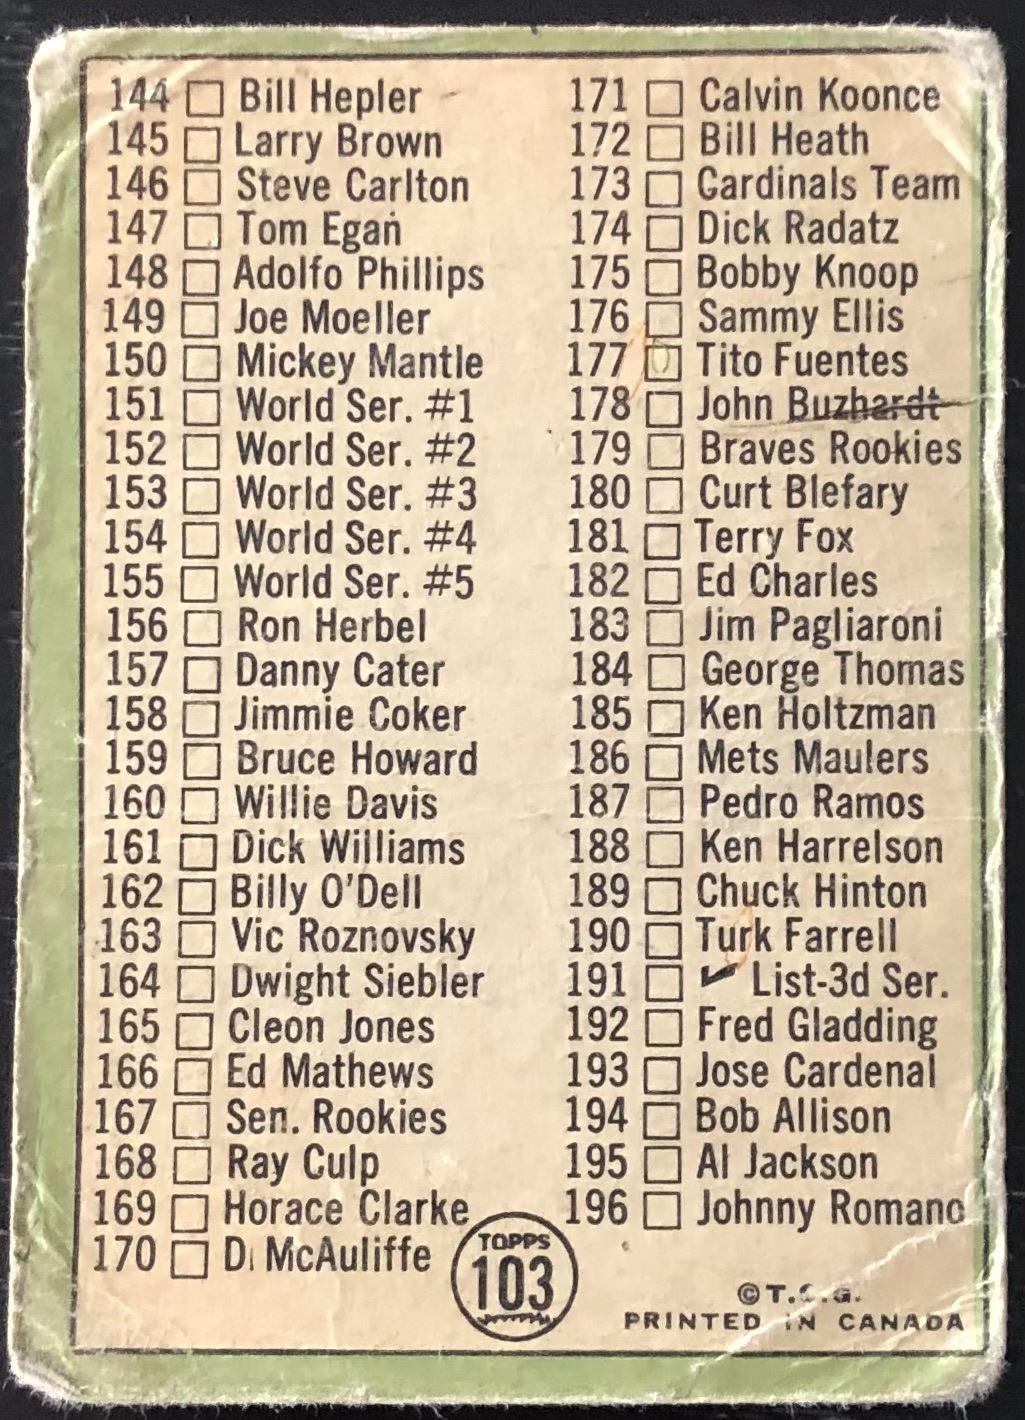 144 Bill Hepler
145 Larry Brown
146 Steve Carlton
147 Tom Egan
148 Adolfo Phillips
149 Joe Moeller
150 Mickey Mantle
151 World Ser. #1
152 World Ser. #2
153 World Ser. #3
154 World Ser. #4
155 World Ser. #5
156 Ron Herbel
157 Danny Cater
158 Jimmie Coker
159 Bruce Howard
160 Willie Davis
161 Dick Williams
162 Billy O'Dell
163 Vic Roznovsky
164 Dwight Siebler
165 Cleon Jones
166 Ed Mathews
167 Sen. Rookies
168 Ray Culp
169 Horace Clarke
170 D. McAuliffe
171 Calvin Koonce
172 Bill Heath
173 Cardinals Team
174 Dick Radatz
175 Bobby Knoop
176 Sammy Ellis
177 Tito Fuentes
178 John Buzhardt
179 Braves Rookies
180 Curt Blefary
181 Terry Fox
182 Ed Charles
183 Jim Pagliaroni
184 George Thomas
185 Ken Holtzman
186 Mets Maulers
187 Pedro Ramos
188 Ken Harrelson
189 Chuck Hinton
190 Turk Farrell
191 ✔ List-3d Ser.
192 Fred Gladding
193 Jose Cardenal
194 Bob Allison
195 Al Jackson
196 Johnny Romano
TOPPS
103
©T.C.G.
PRINTED IN CANADA